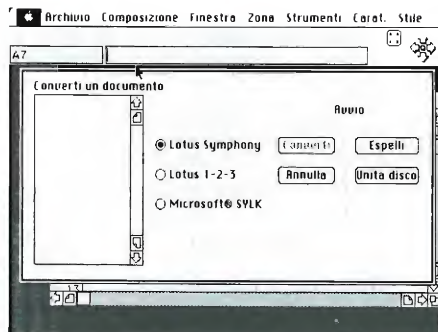 Archivio Composizione Finestra Zona Strumenti Carat. Stile
A7
Converti un documento
Avvio
Lotus Symphony Converti Espelli
Lotus 1-2-3 Annulla Unità disco
Microsoft® SYLK
13